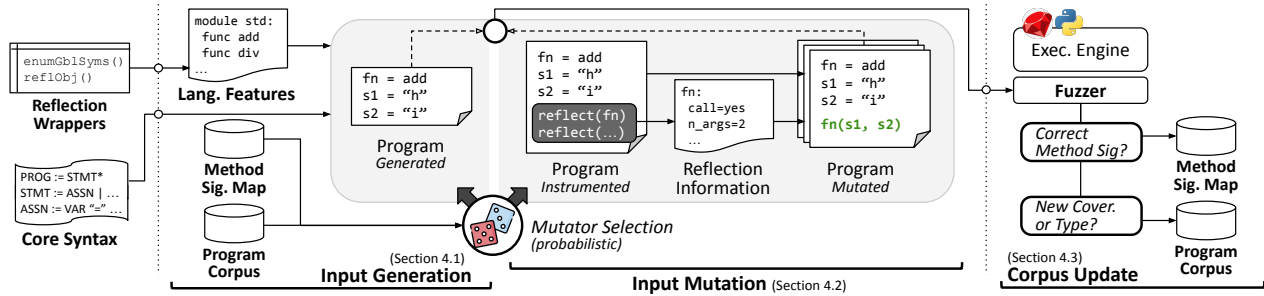 enumGblSyms()
reflObj()
Reflection
Wrappers
PROG := STMT*
STMT := ASSN | …
ASSN := VAR “=” …
Core Syntax
module std:
func add
func div
…
Lang. Features
Method
Sig. Map
Program
Corpus
(Section 4.1)
Input Generation
fn = add
s1 = “h”
s2 = “i”
Program
Generated
Mutator Selection
(probabilistic)
fn = add
s1 = “h”
s2 = “i”
reflect(fn)
reflect(…)
Program
Instrumented
fn:
call=yes
n_args=2
…
Reflection
Information
fn = add
s1 = “h”
s2 = “i”
fn(s1, s2)
Program
Mutated
Input Mutation (Section 4.2)
Exec. Engine
Fuzzer
Correct
Method Sig?
Method
Sig. Map
New Cover.
or Type?
Program
Corpus
(Section 4.3)
Corpus Update